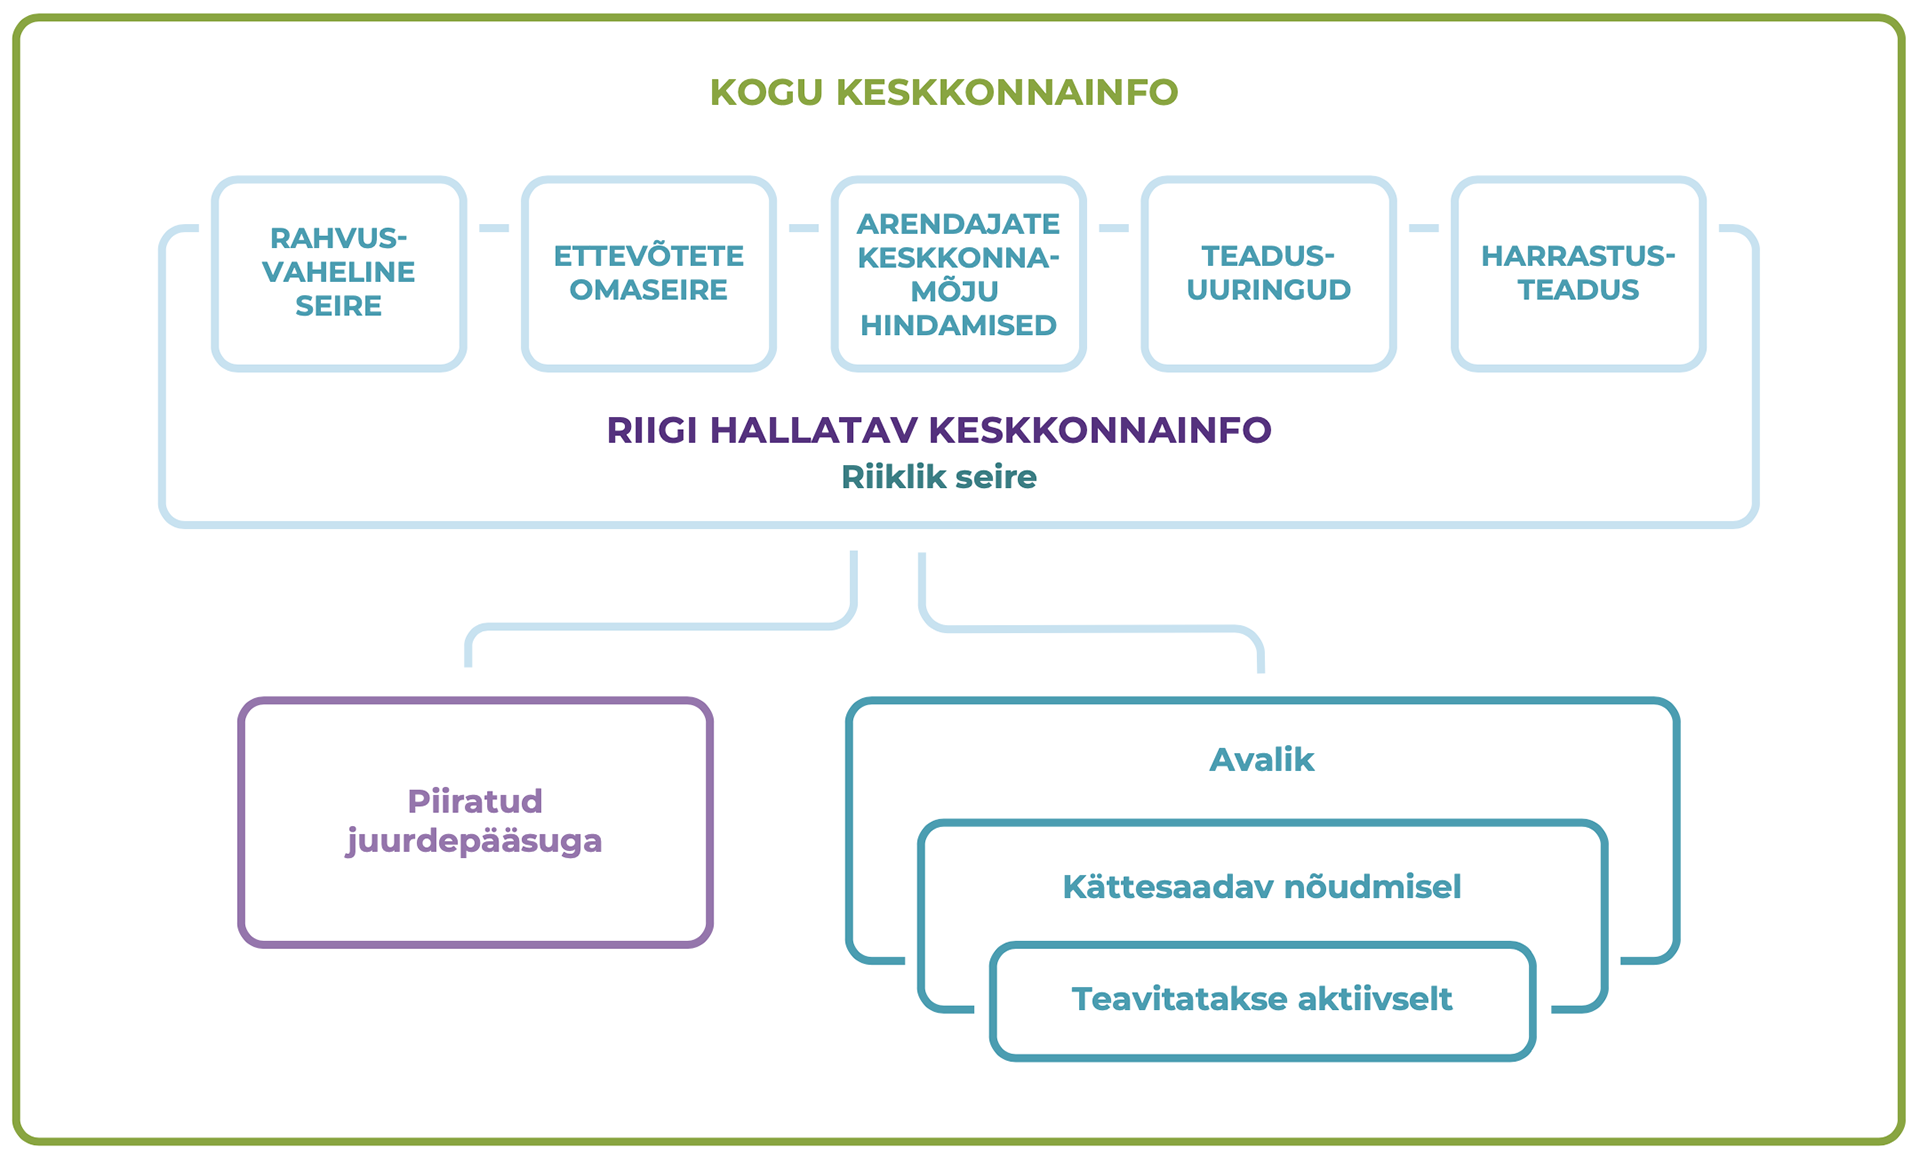 KOGU KESKKONNAINFO
RAHVUS-
VAHELINE
SEIRE
ETTEVÕTETE
OMASEIRE
ARENDAJATE
KESKKONNA-
MÕJU
HINDAMISED
TEADUS-
UURINGUD
HARRASTUS-
TEADUS
RIIGI HALLATAV KESKKONNAINFO
Riiklik seire
Piiratud
juurdepääsuga
Avalik
Kättesaadav nõudmisel
Teavitatakse aktiivselt